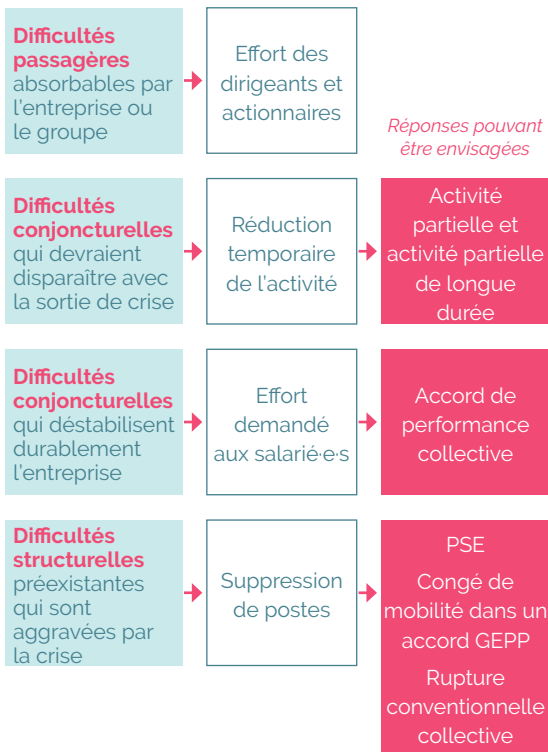 Difficultés
passagères
absorbables par
l'entreprise ou
le groupe
Effort des
dirigeants et
actionnaires
Réponses pouvant
être envisagées
Difficultés
conjoncturelles
qui devraient
disparaître avec
la sortie de crise
Réduction
temporaire
de l'activité
Activité
partielle et
activité partielle
de longue
durée
Difficultés
conjoncturelles
qui déstabilisent
durablement
l'entreprise
Effort
demandé
aux salarié·e·s
Accord de
performance
collective
Difficultés
structurelles
préexistantes
qui sont
aggravées par
la crise
Suppression
de postes
PSE
Congé de
mobilité dans un
accord GEPP
Rupture
conventionnelle
collective